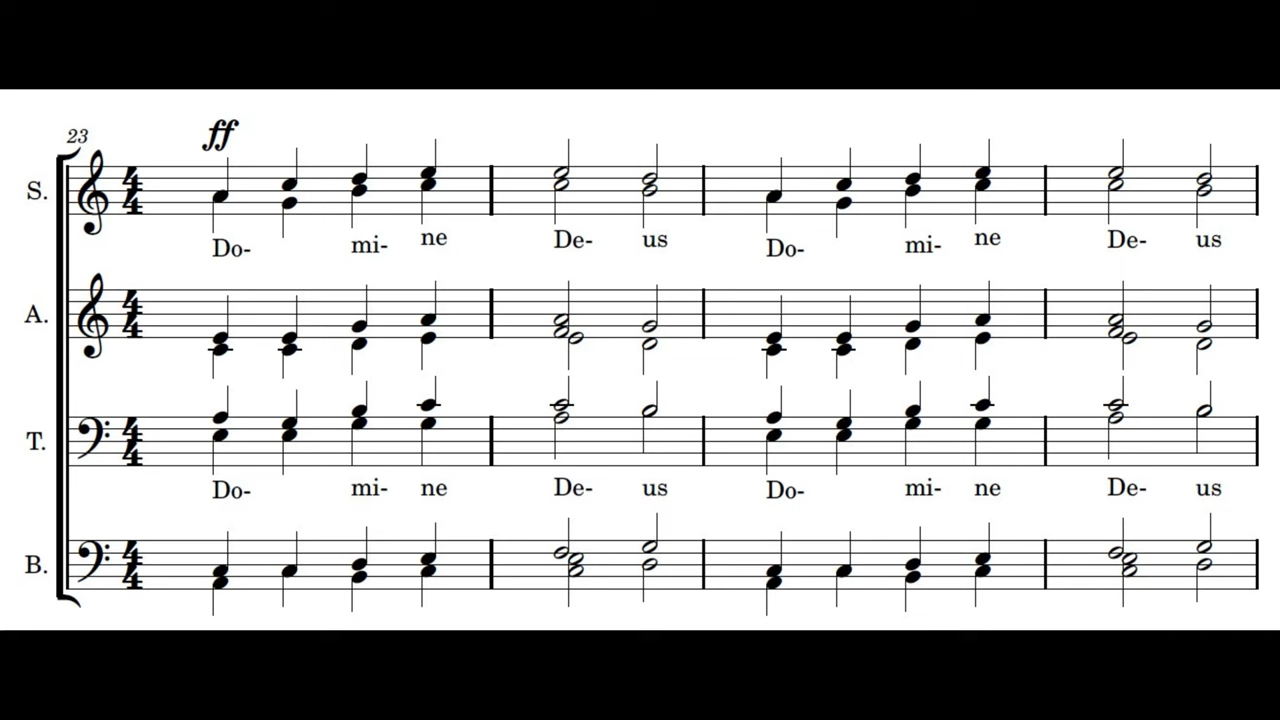 23
ff
S.
Do- mi- ne De- us Do- mi- ne De- us
A.
T.
Do- mi- ne De- us Do- mi- ne De- us
B.